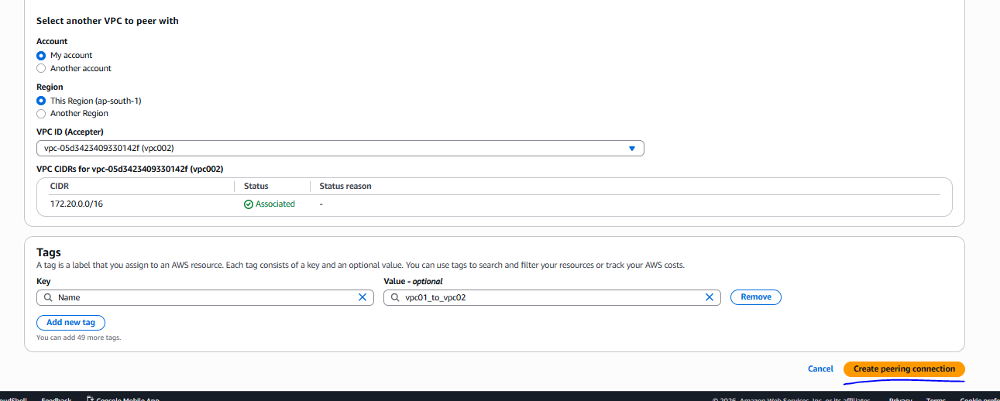 Select another VPC to peer with
Account
My account
Another account
Region
This Region (ap-south-1)
Another Region
VPC ID (Accepter)
vpc-05d3423409330142f (vpc002)
VPC CIDRs for vpc-05d3423409330142f (vpc002)
CIDR Status Status reason
172.20.0.0/16 Associated -
Tags
A tag is a label that you assign to an AWS resource. Each tag consists of a key and an optional value. You can use tags to search and filter your resources or track your AWS costs.
Key Value - optional
Name vpc01_to_vpc02 Remove
Add new tag
You can add 49 more tags.
Cancel Create peering connection
Feedback Console Mobile App © 2026, Amazon Web Services, Inc. or its affiliates. Privacy Terms